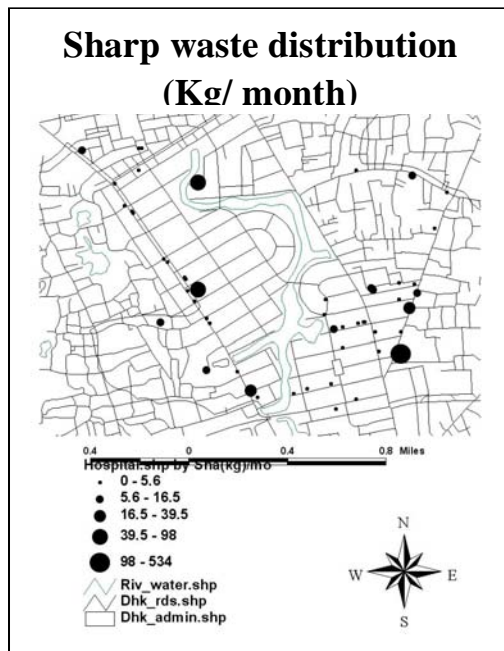 Sharp waste distribution
(Kg/ month)
0.4 0 0.4 0.8 Miles
Hospital.shp by Sha(kg)/mo
0 - 5.6
5.6 - 16.5
16.5 - 39.5
39.5 - 98
98 - 534
Riv_water.shp
Dhk_rds.shp
Dhk_admin.shp
N
W E
S